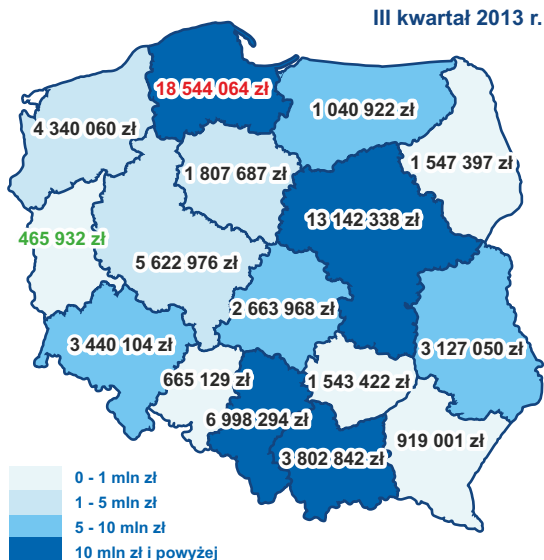 III kwartał 2013 r.
18 544 064 zł
1 040 922 zł
4 340 060 zł
1 547 397 zł
1 807 687 zł
13 142 338 zł
465 932 zł
5 622 976 zł
2 663 968 zł
3 440 104 zł
3 127 050 zł
665 129 zł
1 543 422 zł
6 998 294 zł
919 001 zł
3 802 842 zł
0 - 1 mln zł
1 - 5 mln zł
5 - 10 mln zł
10 mln zł i powyżej